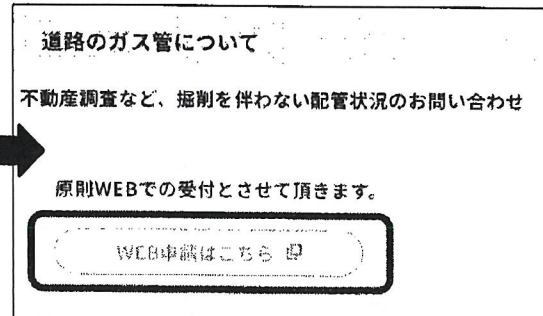 道路のガス管について
不動産調査など、掘削を伴わない配管状況のお問い合わせ
原則WEBでの受付とさせて頂きます。
WEB申請はこちら